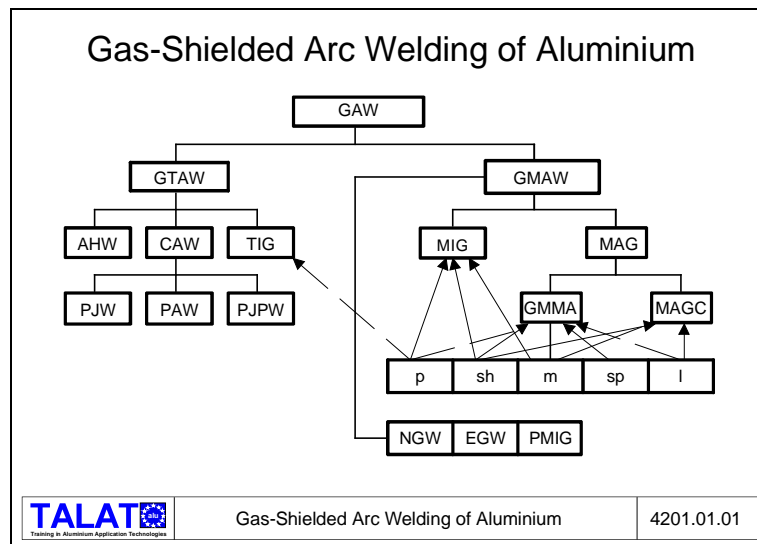 Gas-Shielded Arc Welding of Aluminium
GAW
GTAW GMAW
AHW CAW TIG MIG MAG
PJW PAW PJPW GMMA MAGC
p sh m sp l
NGW EGW PMIG
TALAT alu
Training in Aluminium Application Technologies
Gas-Shielded Arc Welding of Aluminium
4201.01.01